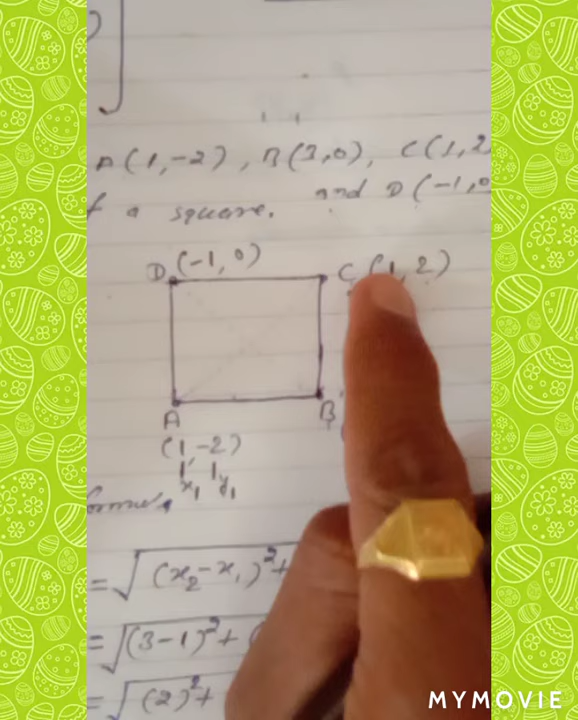 A(1,-2), B(3,0), C(1,2
f a square. and D(-1,0
D (-1,0)
C (1,2)
A
B
(1,-2)
x₁ y₁
= √(x₂-x₁)²+
= √(3-1)²+ (
= √(2)²+
MYMOVIE